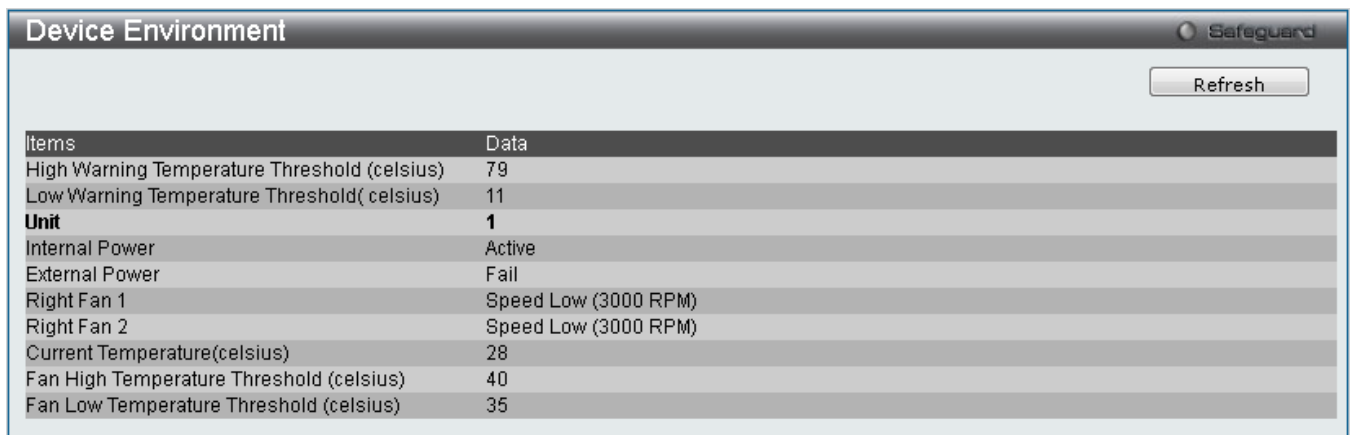 Device Environment Safeguard
Refresh
Items Data
High Warning Temperature Threshold (celsius) 79
Low Warning Temperature Threshold( celsius) 11
Unit 1
Internal Power Active
External Power Fail
Right Fan 1 Speed Low (3000 RPM)
Right Fan 2 Speed Low (3000 RPM)
Current Temperature(celsius) 28
Fan High Temperature Threshold (celsius) 40
Fan Low Temperature Threshold (celsius) 35